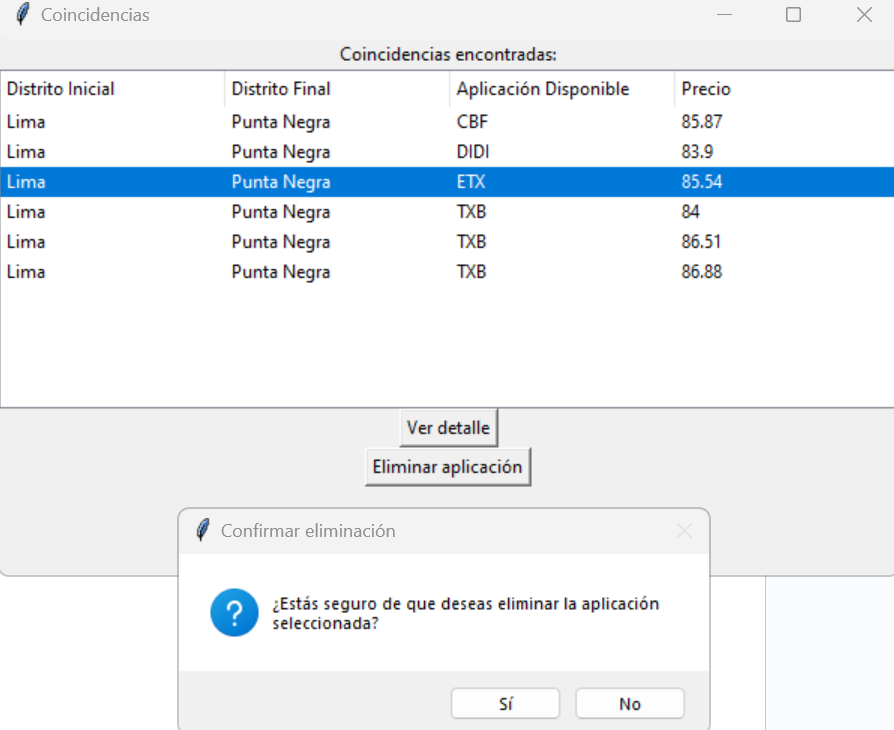 Coincidencias
Coincidencias encontradas:
Distrito Inicial Distrito Final Aplicación Disponible Precio
Lima Punta Negra CBF 85.87
Lima Punta Negra DIDI 83.9
Lima Punta Negra ETX 85.54
Lima Punta Negra TXB 84
Lima Punta Negra TXB 86.51
Lima Punta Negra TXB 86.88
Ver detalle
Eliminar aplicación
Confirmar eliminación
¿Estás seguro de que deseas eliminar la aplicación
seleccionada?
Sí No